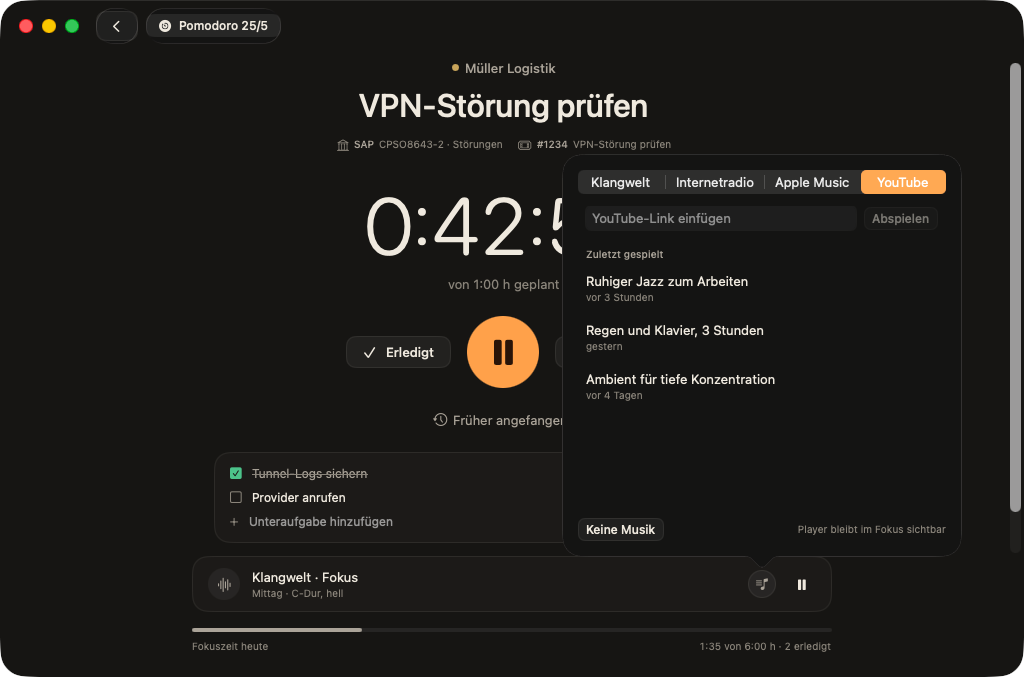 Pomodoro 25/5
Müller Logistik
VPN-Störung prüfen
SAP CPSO8643-2 · Störungen #1234 VPN-Störung prüfen
Klangwelt Internetradio Apple Music YouTube
YouTube-Link einfügen Abspielen
Zuletzt gespielt
Ruhiger Jazz zum Arbeiten
vor 3 Stunden
Regen und Klavier, 3 Stunden
gestern
Ambient für tiefe Konzentration
vor 4 Tagen
Keine Musik Player bleibt im Fokus sichtbar
0:42:5
von 1:00 h geplant
Erledigt
Früher angefangen
Tunnel-Logs sichern
Provider anrufen
+ Unteraufgabe hinzufügen
Klangwelt · Fokus
Mittag · C-Dur, hell
Fokuszeit heute 1:35 von 6:00 h · 2 erledigt